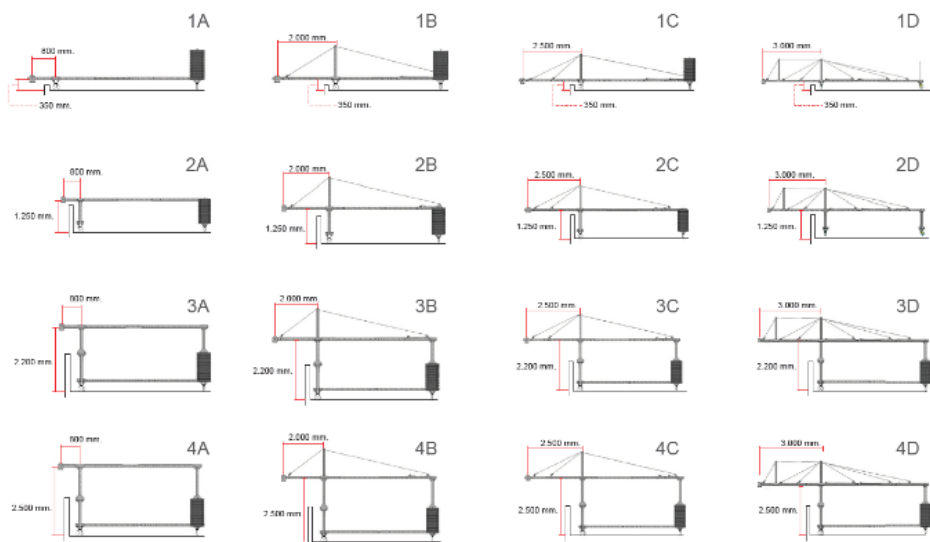 1A
1B
1C
1D
800 mm.
2.000 mm.
2.500 mm.
3.000 mm.
350 mm.
350 mm.
350 mm.
350 mm.
2A
2B
2C
2D
800 mm.
2.000 mm.
2.500 mm.
3.000 mm.
1.250 mm.
1.250 mm.
1.250 mm.
1.250 mm.
3A
3B
3C
3D
800 mm.
2.000 mm.
2.500 mm.
3.000 mm.
2.200 mm.
2.200 mm.
2.200 mm.
2.200 mm.
4A
4B
4C
4D
800 mm.
2.000 mm.
2.500 mm.
3.000 mm.
2.500 mm.
2.500 mm.
2.500 mm.
2.500 mm.